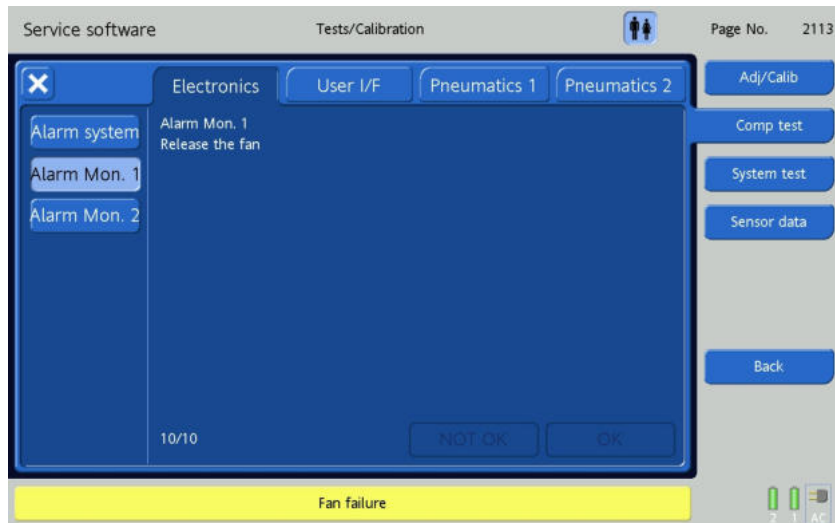 Service software
Tests/Calibration
Page No. 2113
Electronics
User I/F
Pneumatics 1
Pneumatics 2
Adj/Calib
Comp test
System test
Sensor data
Back
Alarm system
Alarm Mon. 1
Alarm Mon. 2
Alarm Mon. 1
Release the fan
10/10
NOT OK
OK
Fan failure
2 1 AC